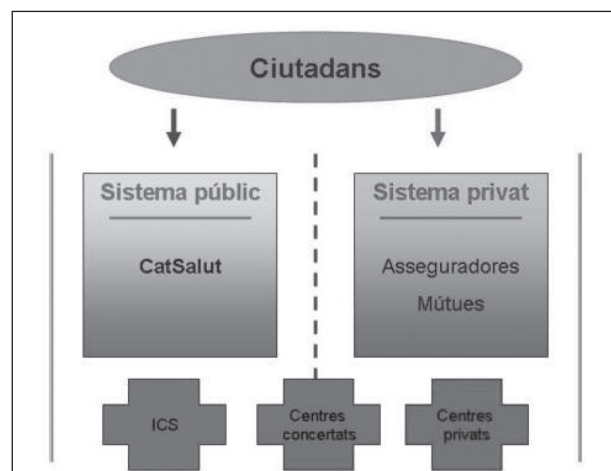 Ciutadans
Sistema públic
CatSalut
Sistema privat
Asseguradores
Mútues
ICS
Centres
concertats
Centres
privats